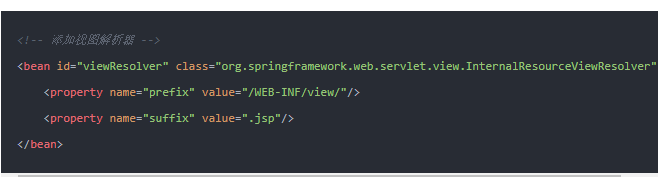 <!-- 添加视图解析器 -->
<bean id="viewResolver" class="org.springframework.web.servlet.view.InternalResourceViewResolver"
<property name="prefix" value="/WEB-INF/view/"/>
<property name="suffix" value=".jsp"/>
</bean>